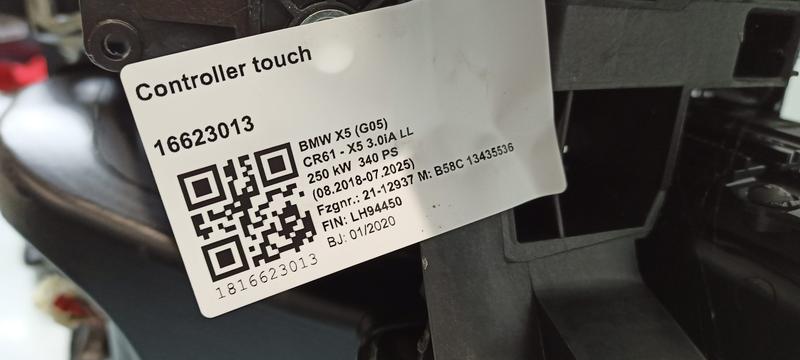 Controller touch
16623013
BMW X5 (G05)
CR61 - X5 3.0iA LL
250 kW 340 PS
(08.2018-07.2025)
Fzgnr.: 21-12937 M: B58C 13435536
FIN: LH94450
BJ: 01/2020
1816623013